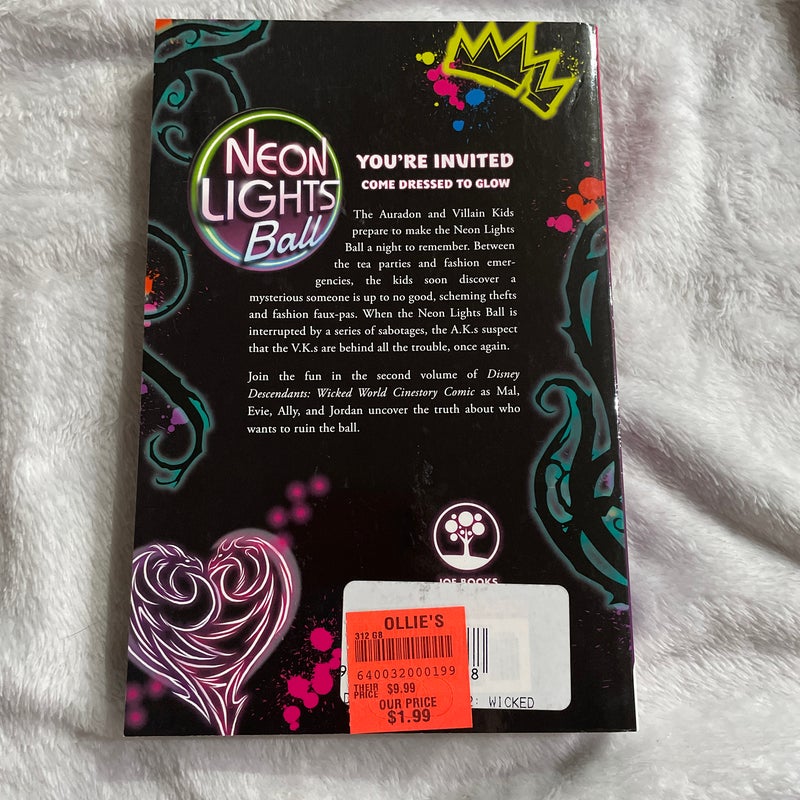 NEON
LIGHTS
Ball
YOU'RE INVITED
COME DRESSED TO GLOW
The Auradon and Villain Kids
prepare to make the Neon Lights
Ball a night to remember. Between
the tea parties and fashion emer-
gencies, the kids soon discover a
mysterious someone is up to no good, scheming thefts
and fashion faux-pas. When the Neon Lights Ball is
interrupted by a series of sabotages, the A.K.s suspect
that the V.K.s are behind all the trouble, once again.
Join the fun in the second volume of Disney
Descendants: Wicked World Cinestory Comic as Mal,
Evie, Ally, and Jordan uncover the truth about who
wants to ruin the ball.
JOE BOOKS
OLLIE'S
312 G8
640032000199
THEIR PRICE $9.99
OUR PRICE
$1.99
9
8
D
2: WICKED